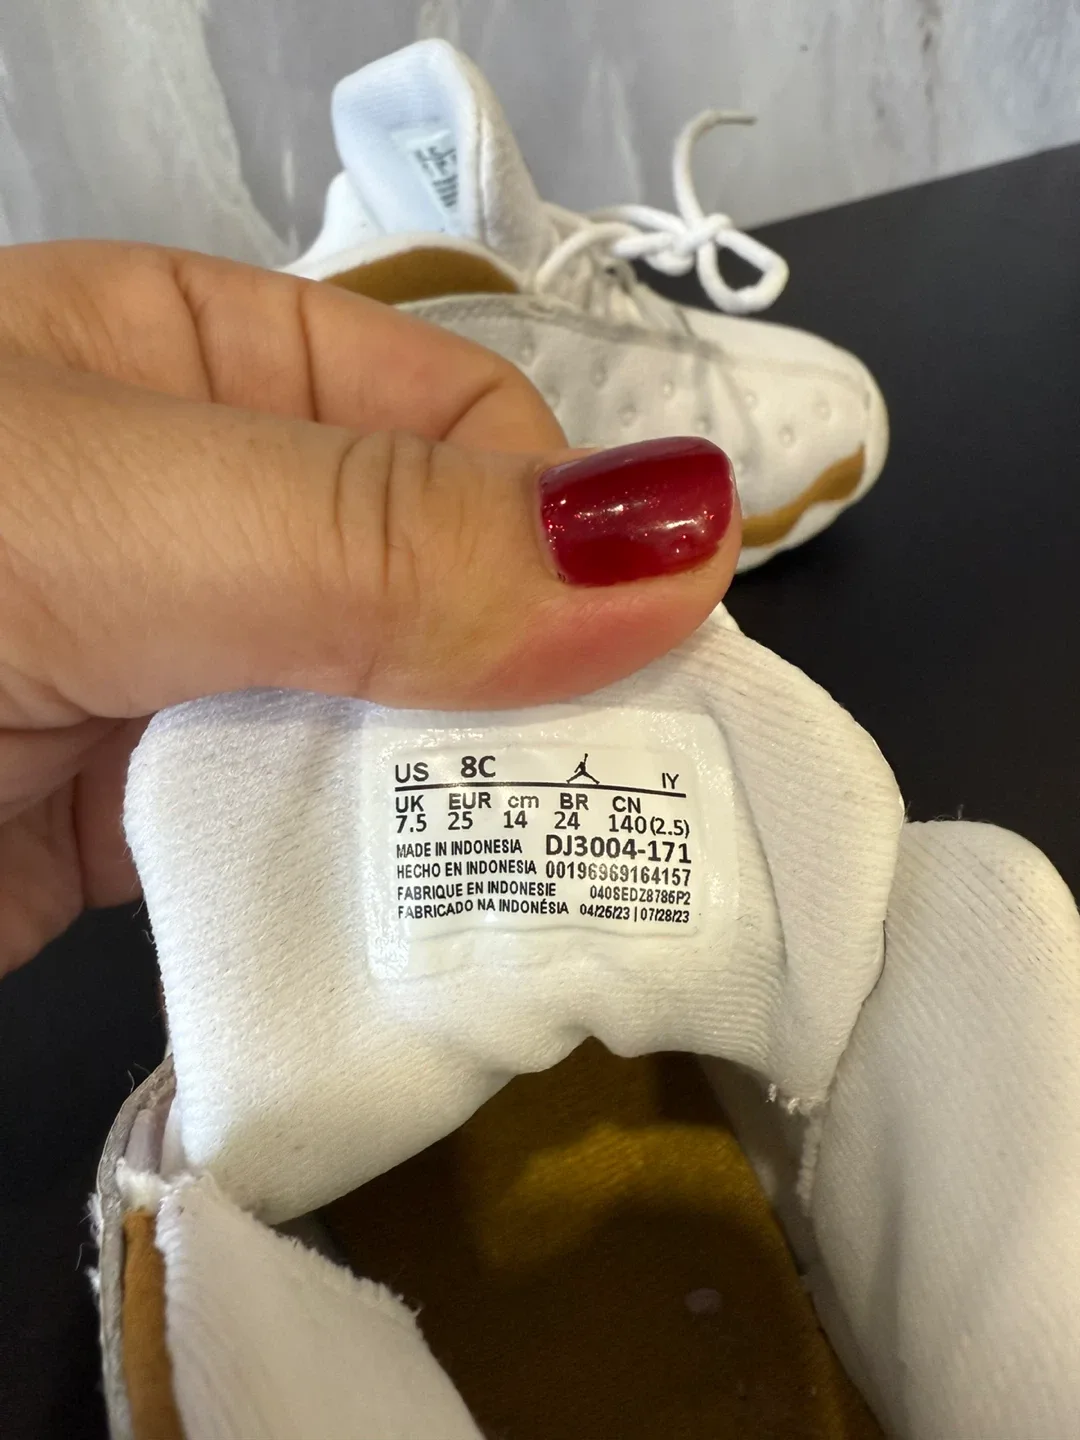 US 8C IY
UK EUR cm BR CN
7.5 25 14 24 140(2.5)
MADE IN INDONESIA DJ3004-171
HECHO EN INDONESIA 00196969164157
FABRIQUE EN INDONESIE 040SEDZ8786P2
FABRICADO NA INDONÉSIA 04/26/23 | 07/28/23